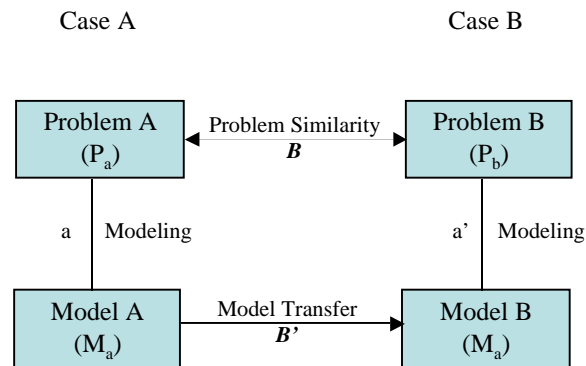 Case A
Case B
Problem A
(Pa)
Problem Similarity
B
Problem B
(Pb)
a
Modeling
a’
Modeling
Model A
(Ma)
Model Transfer
B’
Model B
(Ma)